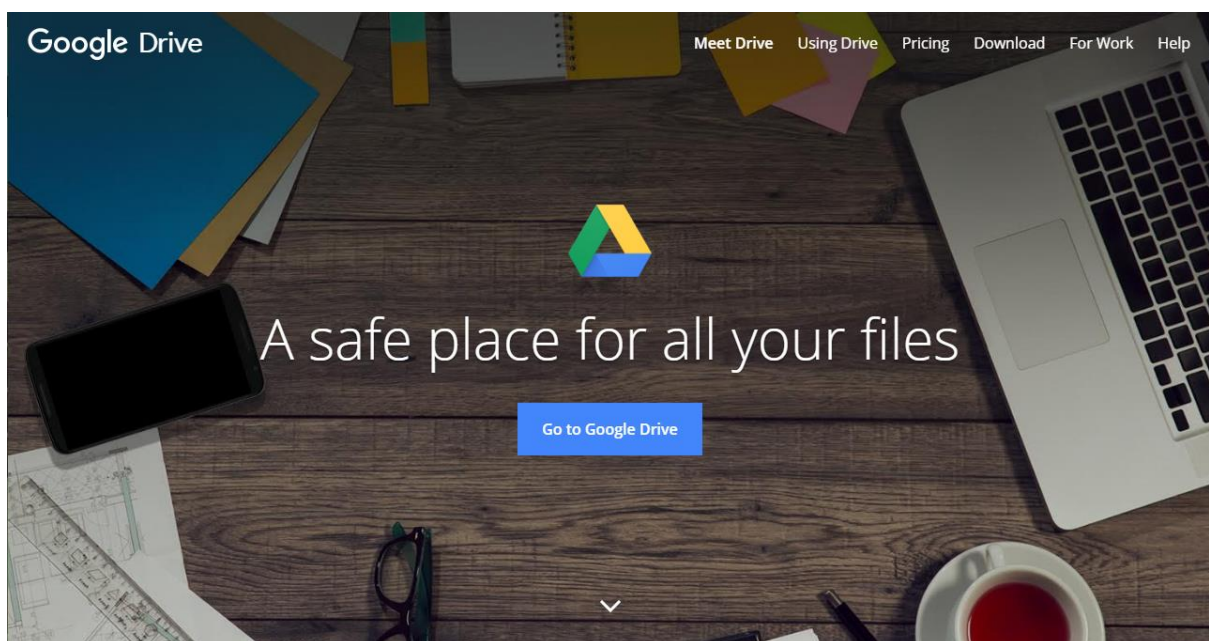 Google Drive
Meet Drive Using Drive Pricing Download For Work Help
A safe place for all your files
Go to Google Drive